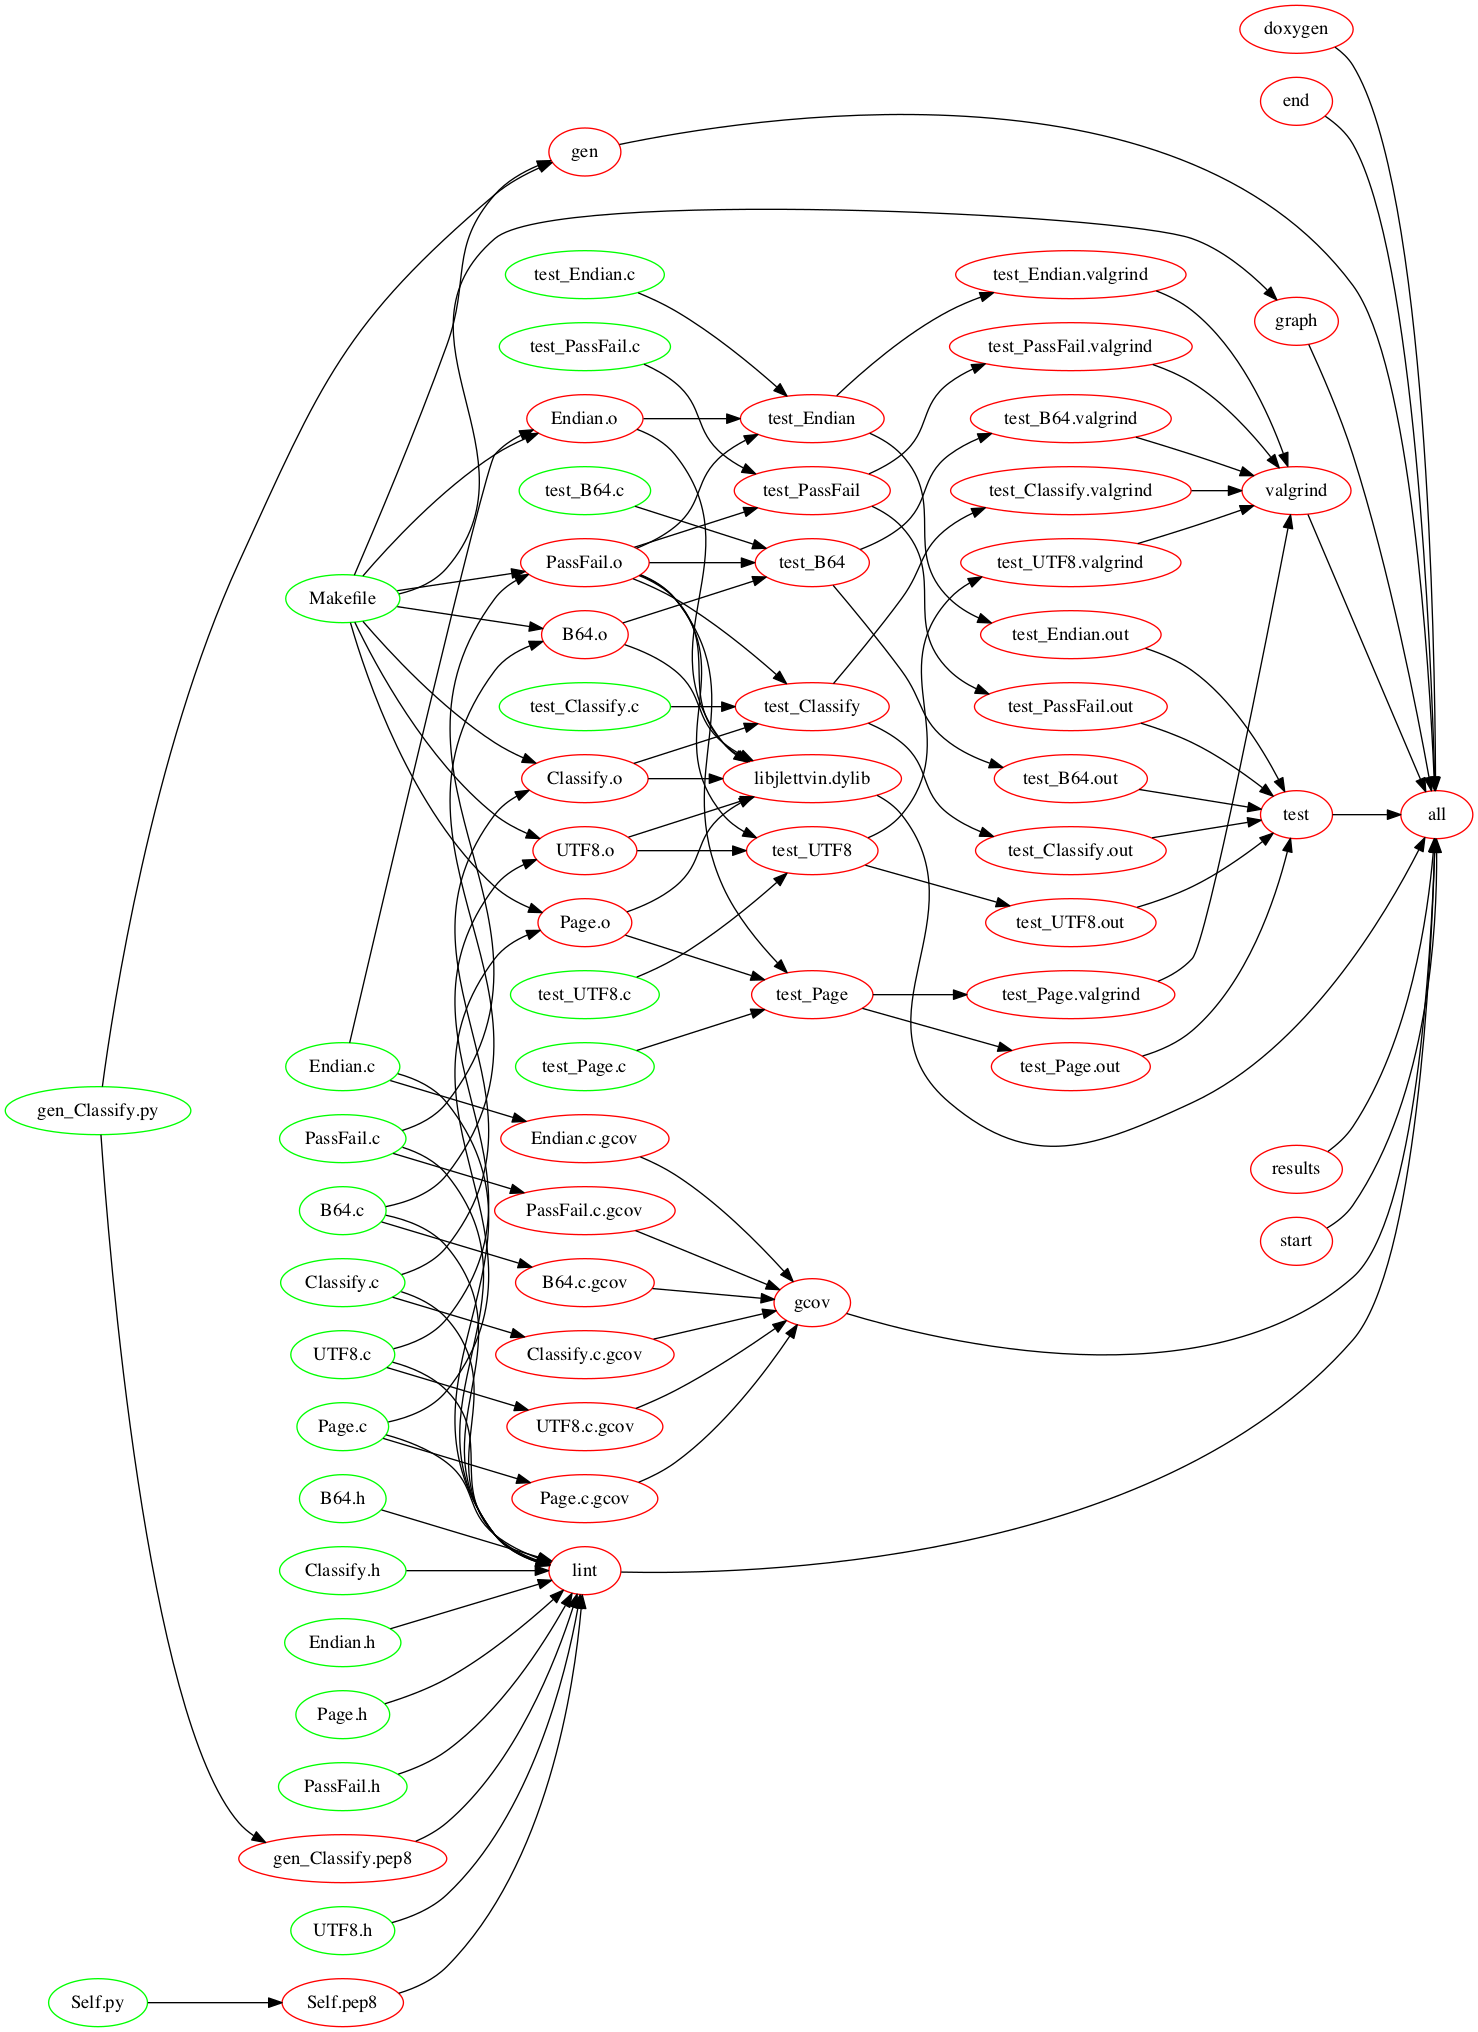 doxygen
end
gen
test_Endian.c
test_Endian.valgrind
graph
test_PassFail.c
test_PassFail.valgrind
Endian.o
test_Endian
test_B64.valgrind
test_B64.c
test_PassFail
test_Classify.valgrind
valgrind
PassFail.o
test_B64
test_UTF8.valgrind
Makefile
B64.o
test_Endian.out
test_Classify.c
test_Classify
test_PassFail.out
Classify.o
libjlettvin.dylib
test_B64.out
test
all
UTF8.o
test_UTF8
test_Classify.out
Page.o
test_UTF8.out
test_UTF8.c
test_Page
test_Page.valgrind
Endian.c
test_Page.c
test_Page.out
gen_Classify.py
PassFail.c
Endian.c.gcov
results
B64.c
PassFail.c.gcov
start
Classify.c
B64.c.gcov
gcov
UTF8.c
Classify.c.gcov
Page.c
UTF8.c.gcov
B64.h
Page.c.gcov
Classify.h
lint
Endian.h
Page.h
PassFail.h
gen_Classify.pep8
UTF8.h
Self.py
Self.pep8